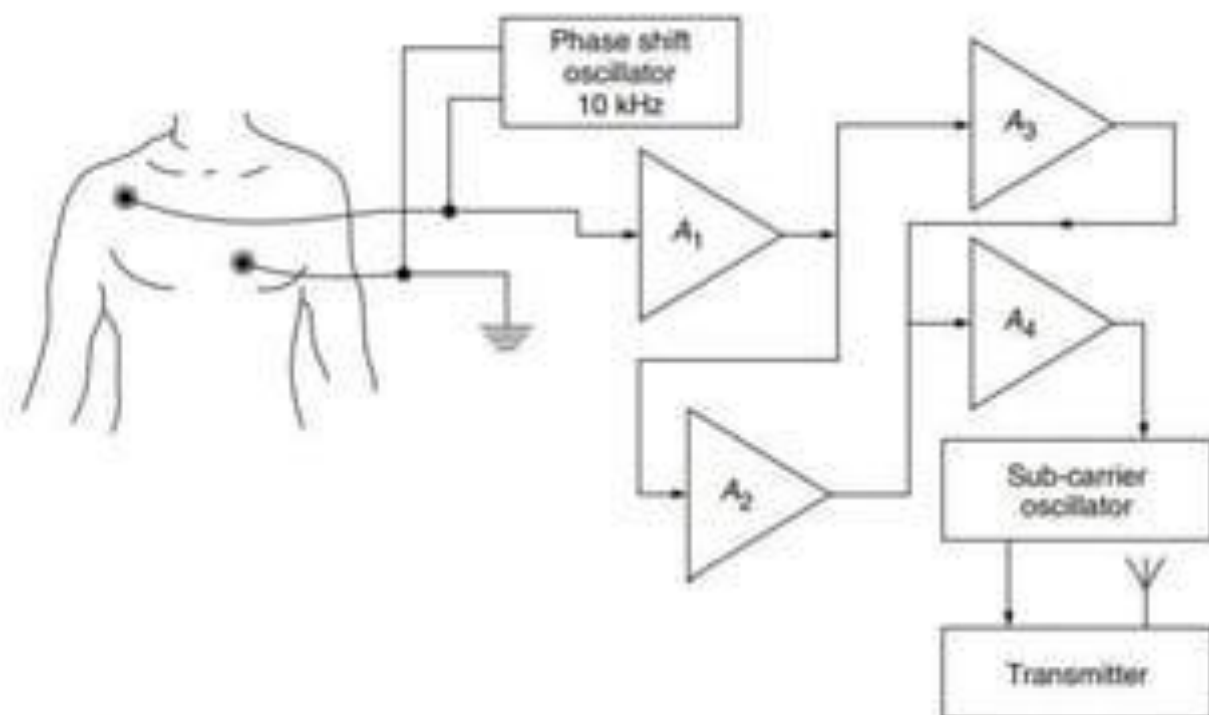 Phase shift
oscillator
10 kHz
A3
A1
A4
A2
Sub-carrier
oscillator
Transmitter